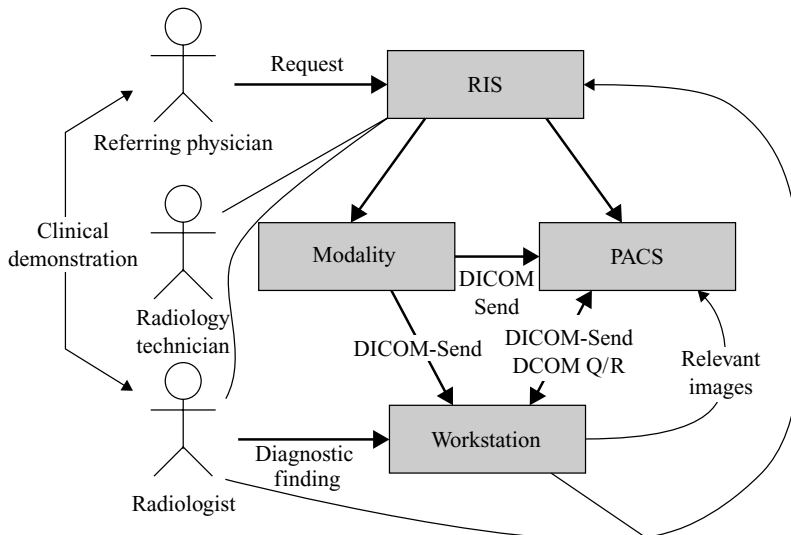 Request
RIS
Referring physician
Clinical
demonstration
Modality
PACS
DICOM
Send
Radiology
technician
DICOM-Send
DICOM-Send
DCOM Q/R
Relevant
images
Workstation
Diagnostic
finding
Radiologist